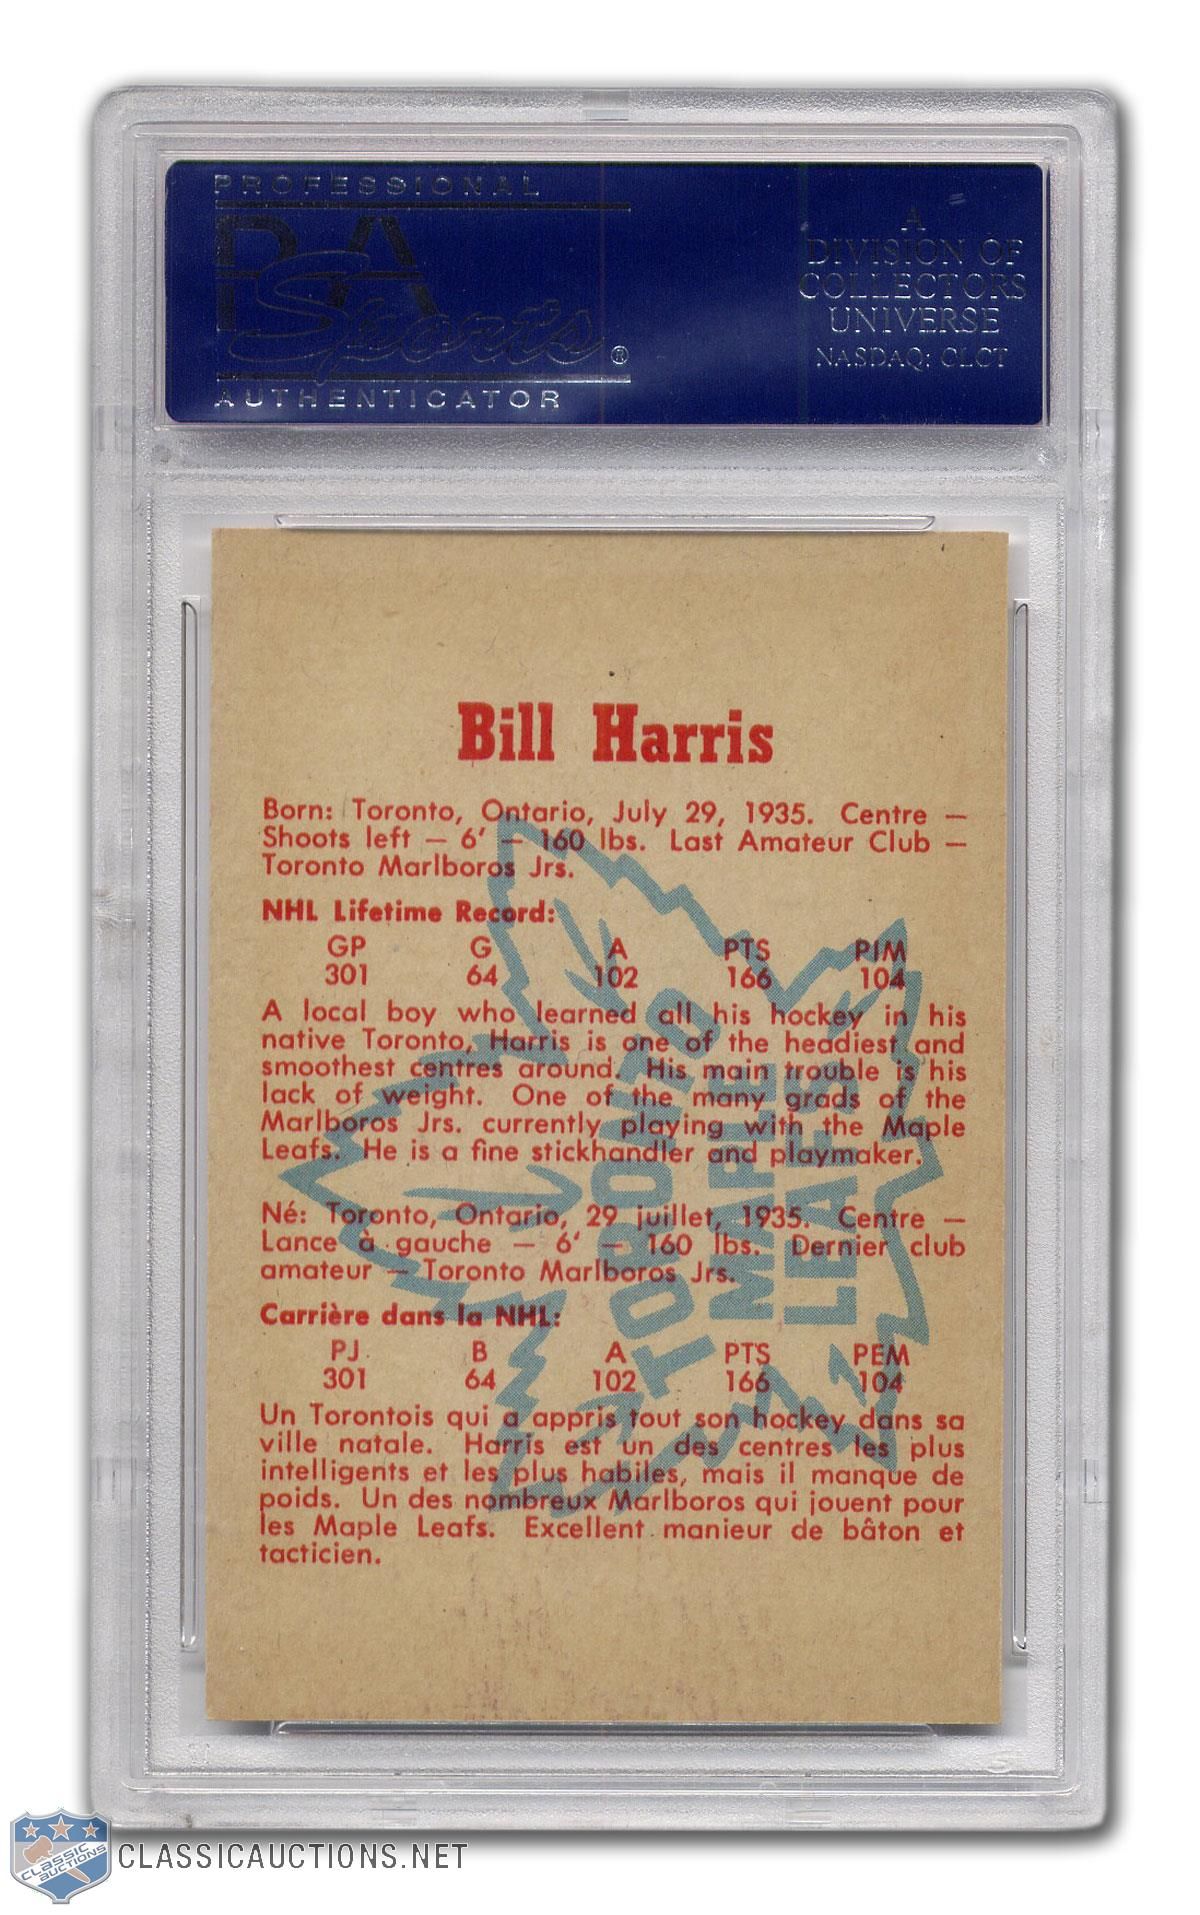 PROFESSIONAL
PSA
Sports®
AUTHENTICATOR
A
DIVISION OF
COLLECTORS
UNIVERSE
NASDAQ: CLCT
Bill Harris
Born: Toronto, Ontario, July 29, 1935. Centre —
Shoots left — 6' — 160 lbs. Last Amateur Club —
Toronto Marlboros Jrs.
NHL Lifetime Record:
GP G A PTS PIM
301 64 102 166 104
A local boy who learned all his hockey in his
native Toronto, Harris is one of the headiest and
smoothest centres around. His main trouble is his
lack of weight. One of the many grads of the
Marlboros Jrs. currently playing with the Maple
Leafs. He is a fine stickhandler and playmaker.
Né: Toronto, Ontario, 29 juillet, 1935. Centre —
Lance à gauche — 6' — 160 lbs. Dernier club
amateur — Toronto Marlboros Jrs.
Carrière dans la NHL:
PJ B A PTS PEM
301 64 102 166 104
Un Torontois qui a appris tout son hockey dans sa
ville natale. Harris est un des centres les plus
intelligents et les plus habiles, mais il manque de
poids. Un des nombreux Marlboros qui jouent pour
les Maple Leafs. Excellent manieur de bâton et
tacticien.
TORONTO
MAPLE
LEAFS
CLASSIC
AUCTIONS
CLASSICAUCTIONS.NET